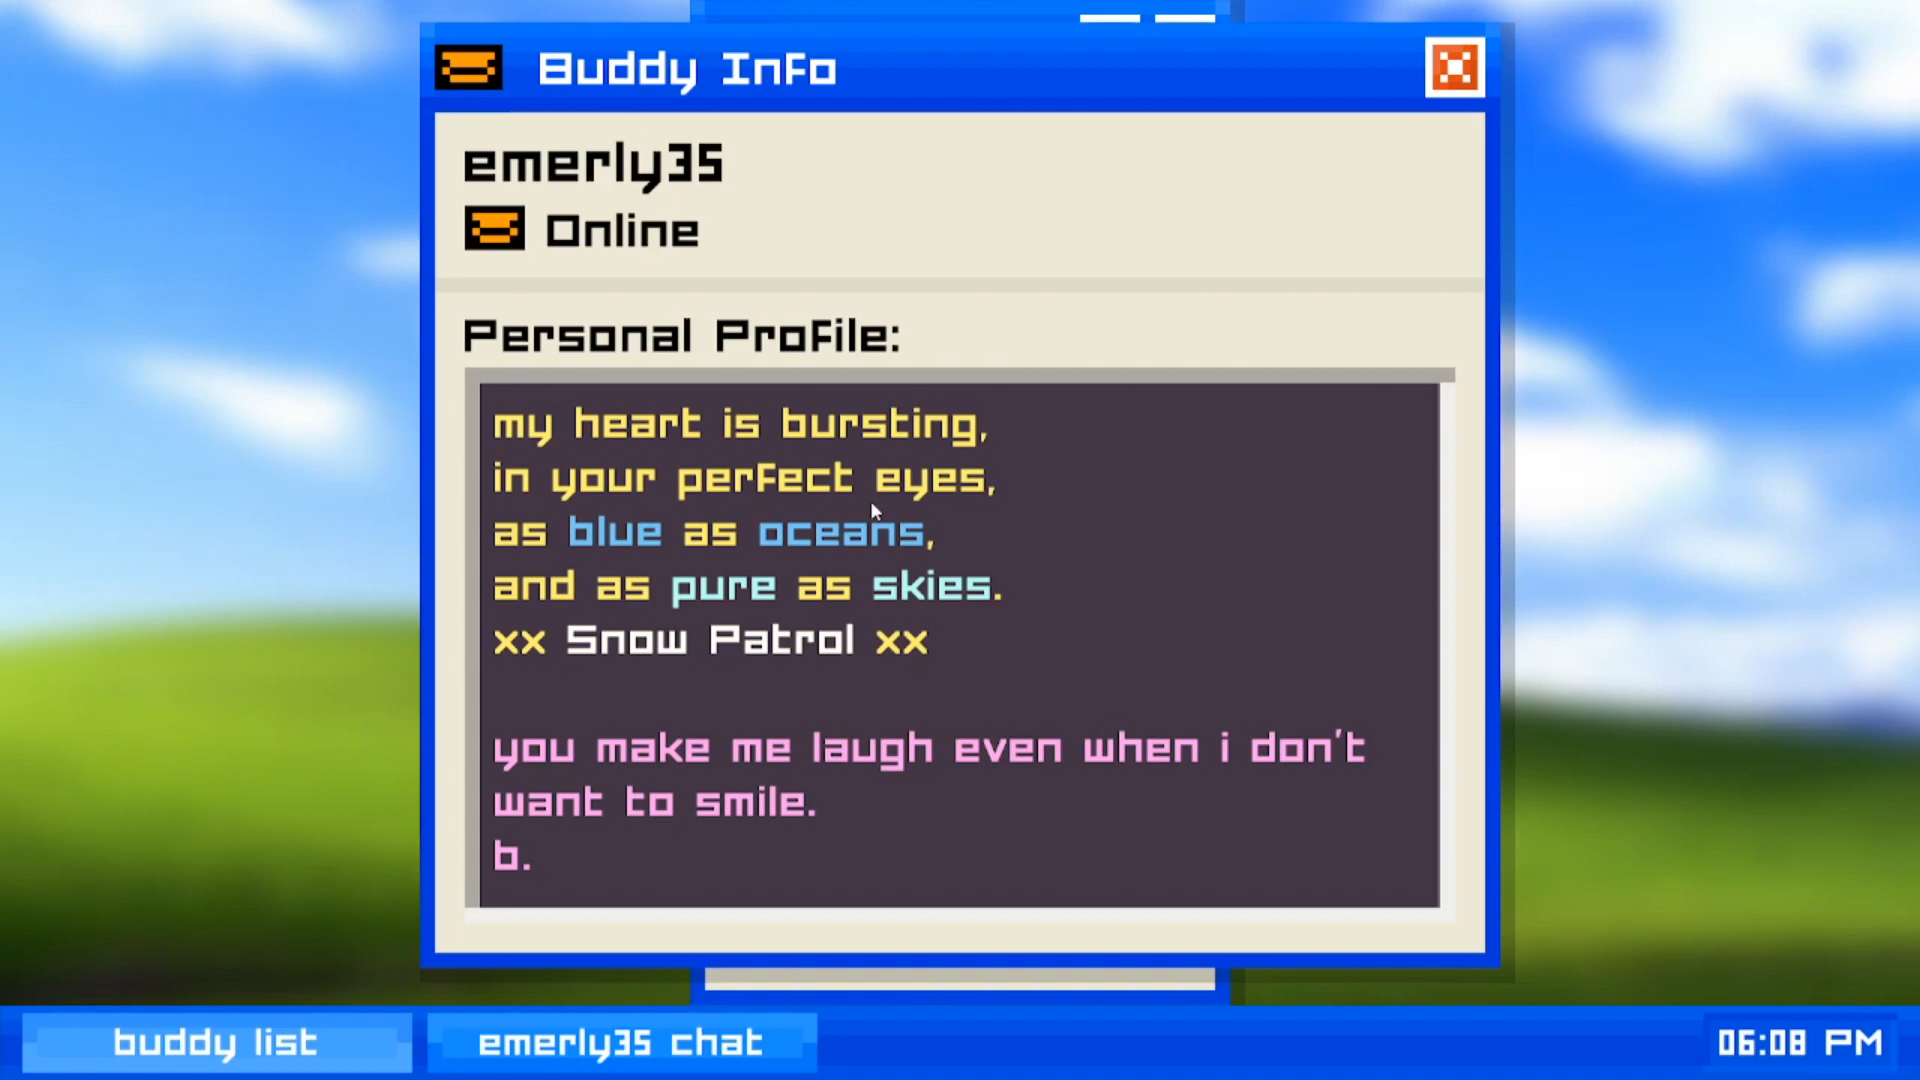 Buddy Info
emerly35
Online
Personal Profile:
my heart is bursting,
in your perfect eyes,
as blue as oceans,
and as pure as skies.
xx Snow Patrol xx
you make me laugh even when i don't
want to smile.
b.
buddy list
emerly35 chat
06:08 PM